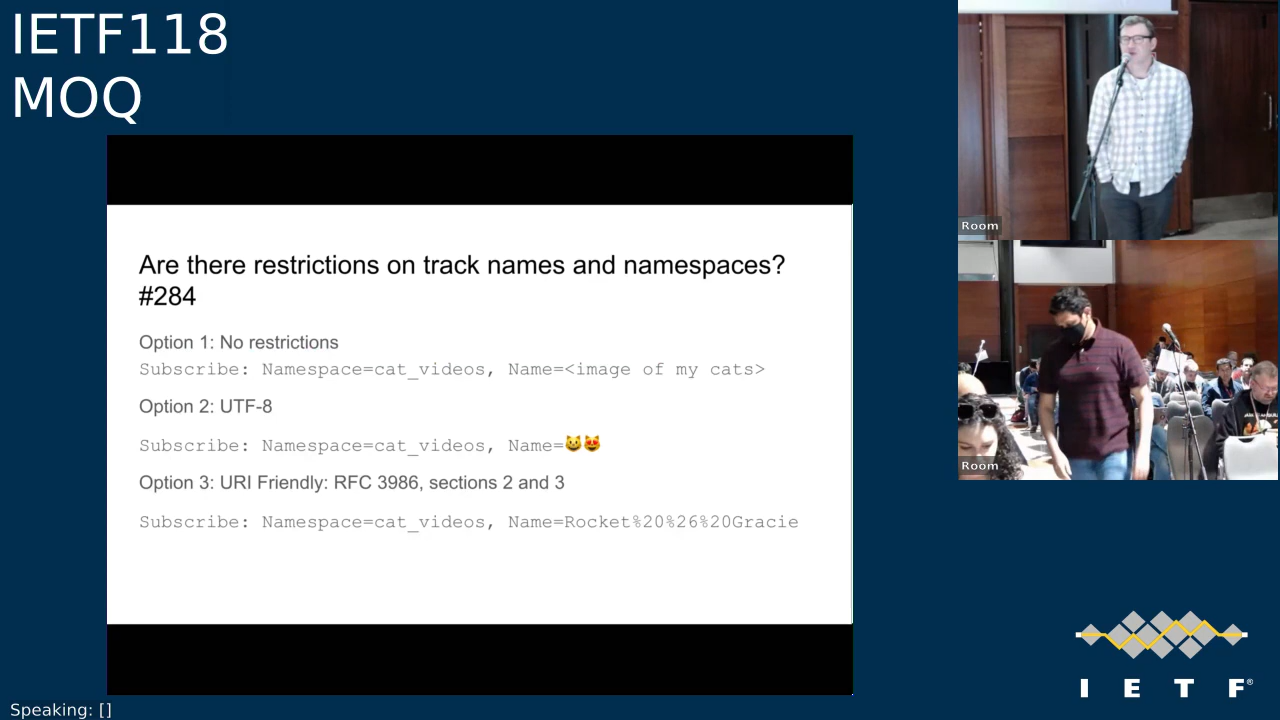 IETF118
MOQ
Are there restrictions on track names and namespaces?
#284
Option 1: No restrictions
Subscribe: Namespace=cat_videos, Name=<image of my cats>
Option 2: UTF-8
Subscribe: Namespace=cat_videos, Name=😺😻
Option 3: URI Friendly: RFC 3986, sections 2 and 3
Subscribe: Namespace=cat_videos, Name=Rocket%20%26%20Gracie
Room
Room
I E T F®
Speaking: []